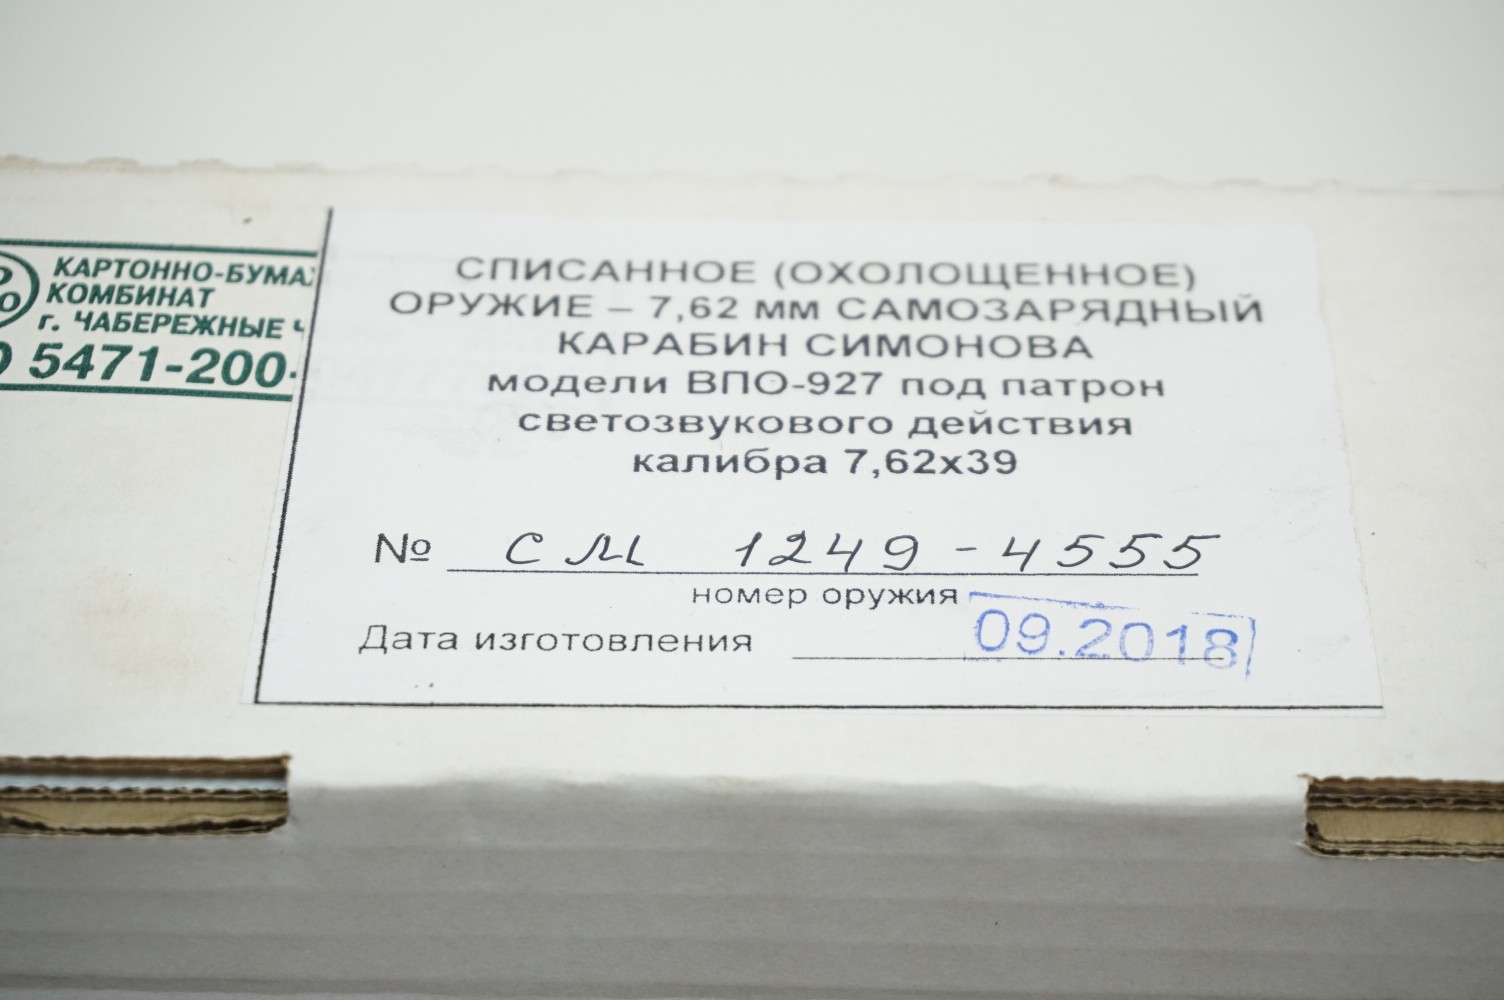 КАРТОННО-БУМАЖ
КОМБИНАТ
г. ЧАБЕРЕЖНЫЕ Ч
5471-200-
СПИСАННОЕ (ОХОЛОЩЕННОЕ)
ОРУЖИЕ – 7,62 мм САМОЗАРЯДНЫЙ
КАРАБИН СИМОНОВА
модели ВПО-927 под патрон
светозвукового действия
калибра 7,62х39
№ СМ 1249-4555
номер оружия
Дата изготовления 09.2018